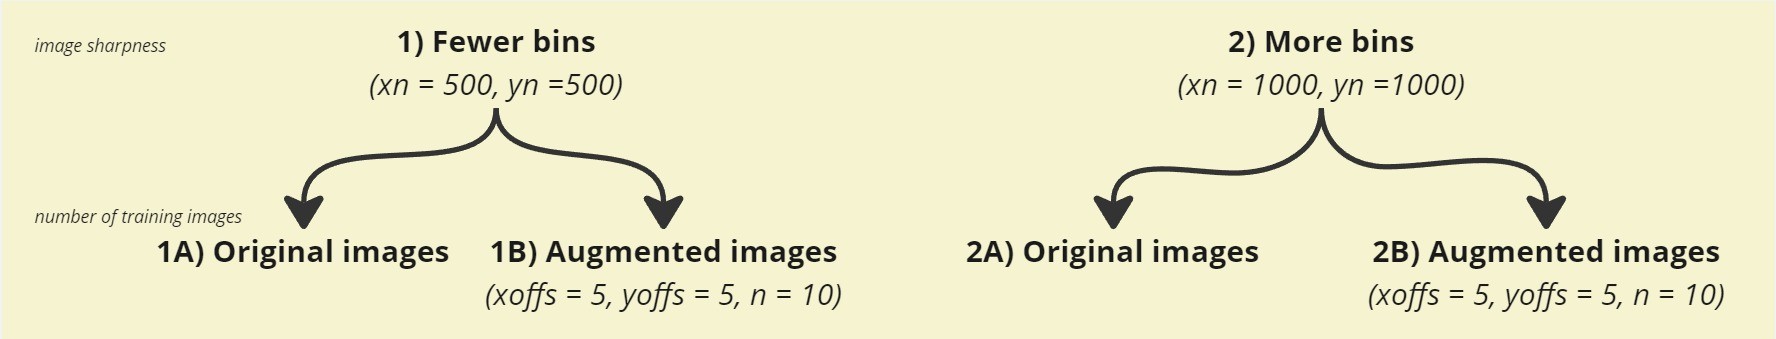 image sharpness
1) Fewer bins
(xn = 500, yn =500)
2) More bins
(xn = 1000, yn =1000)
number of training images
1A) Original images
1B) Augmented images
(xoffs = 5, yoffs = 5, n = 10)
2A) Original images
2B) Augmented images
(xoffs = 5, yoffs = 5, n = 10)